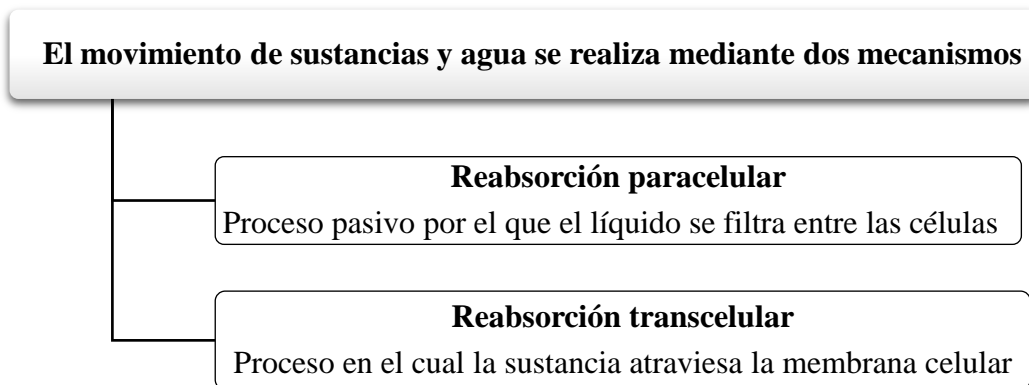 El movimiento de sustancias y agua se realiza mediante dos mecanismos
Reabsorción paracelular
Proceso pasivo por el que el líquido se filtra entre las células
Reabsorción transcelular
Proceso en el cual la sustancia atraviesa la membrana celular